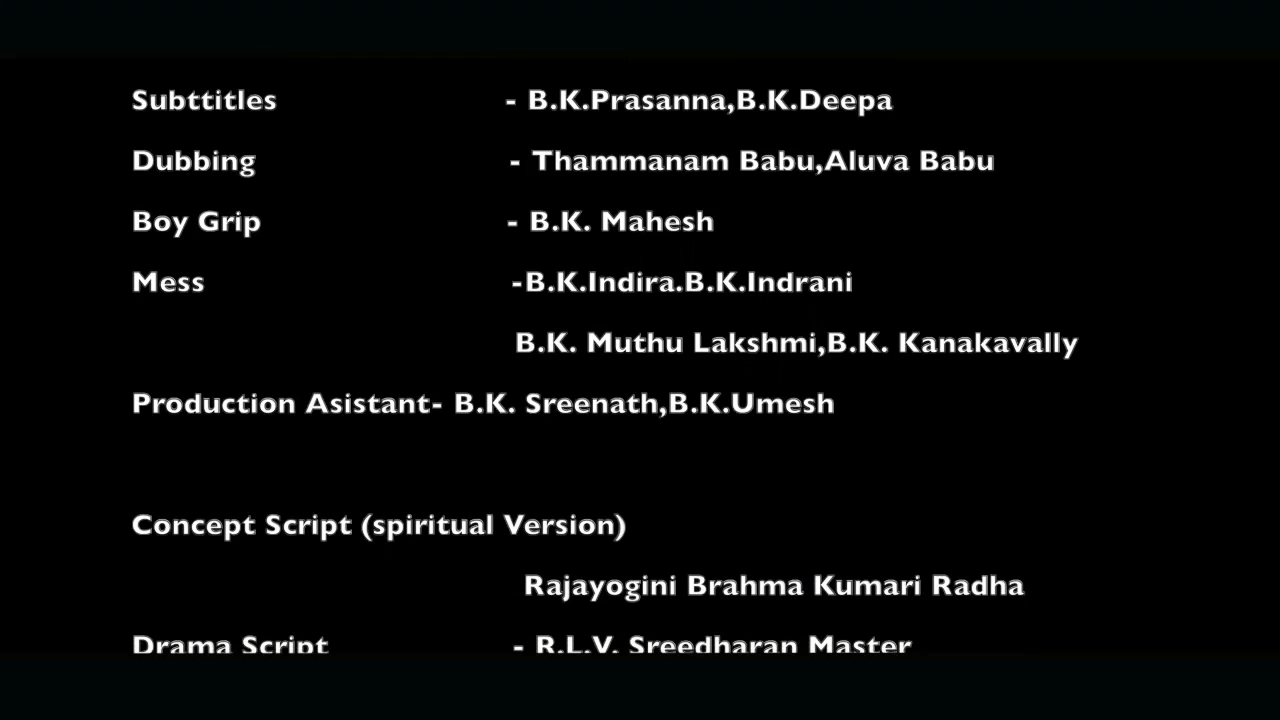 Subttitles - B.K.Prasanna,B.K.Deepa
Dubbing - Thammanam Babu,Aluva Babu
Boy Grip - B.K. Mahesh
Mess -B.K.Indira.B.K.Indrani
B.K. Muthu Lakshmi,B.K. Kanakavally
Production Asistant- B.K. Sreenath,B.K.Umesh
Concept Script (spiritual Version)
Rajayogini Brahma Kumari Radha
Drama Script - R.L.V. Sreedharan Master